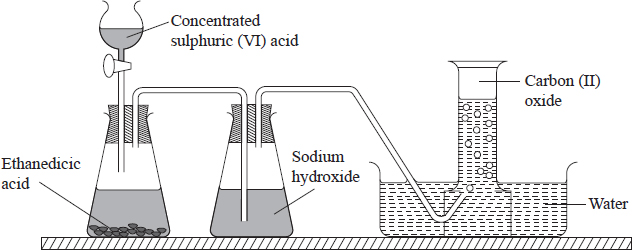 Concentrated
sulphuric (VI) acid
Carbon (II)
oxide
Ethanedicic
acid
Sodium
hydroxide
Water